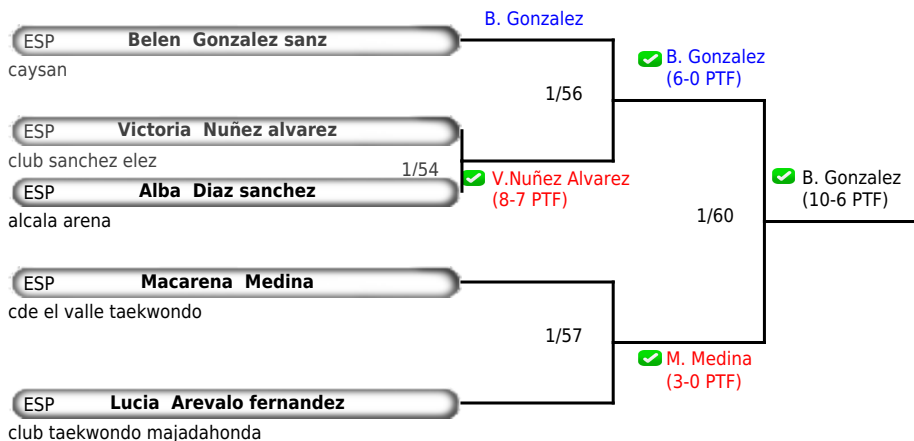 B. Gonzalez
ESP Belen Gonzalez sanz
caysan
B. Gonzalez
(6-0 PTF)
1/56
ESP Victoria Nuñez alvarez
club sanchez elez
1/54
V.Nuñez Alvarez
(8-7 PTF)
ESP Alba Diaz sanchez
alcala arena
B. Gonzalez
(10-6 PTF)
1/60
ESP Macarena Medina
cde el valle taekwondo
1/57
M. Medina
(3-0 PTF)
ESP Lucia Arevalo fernandez
club taekwondo majadahonda